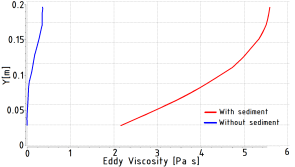 0.2
0.15
0.1
0.05
0
Y[m]
With sediment
Without sediment
0 1 2 3 4 5 6
Eddy Viscosity [Pa s]